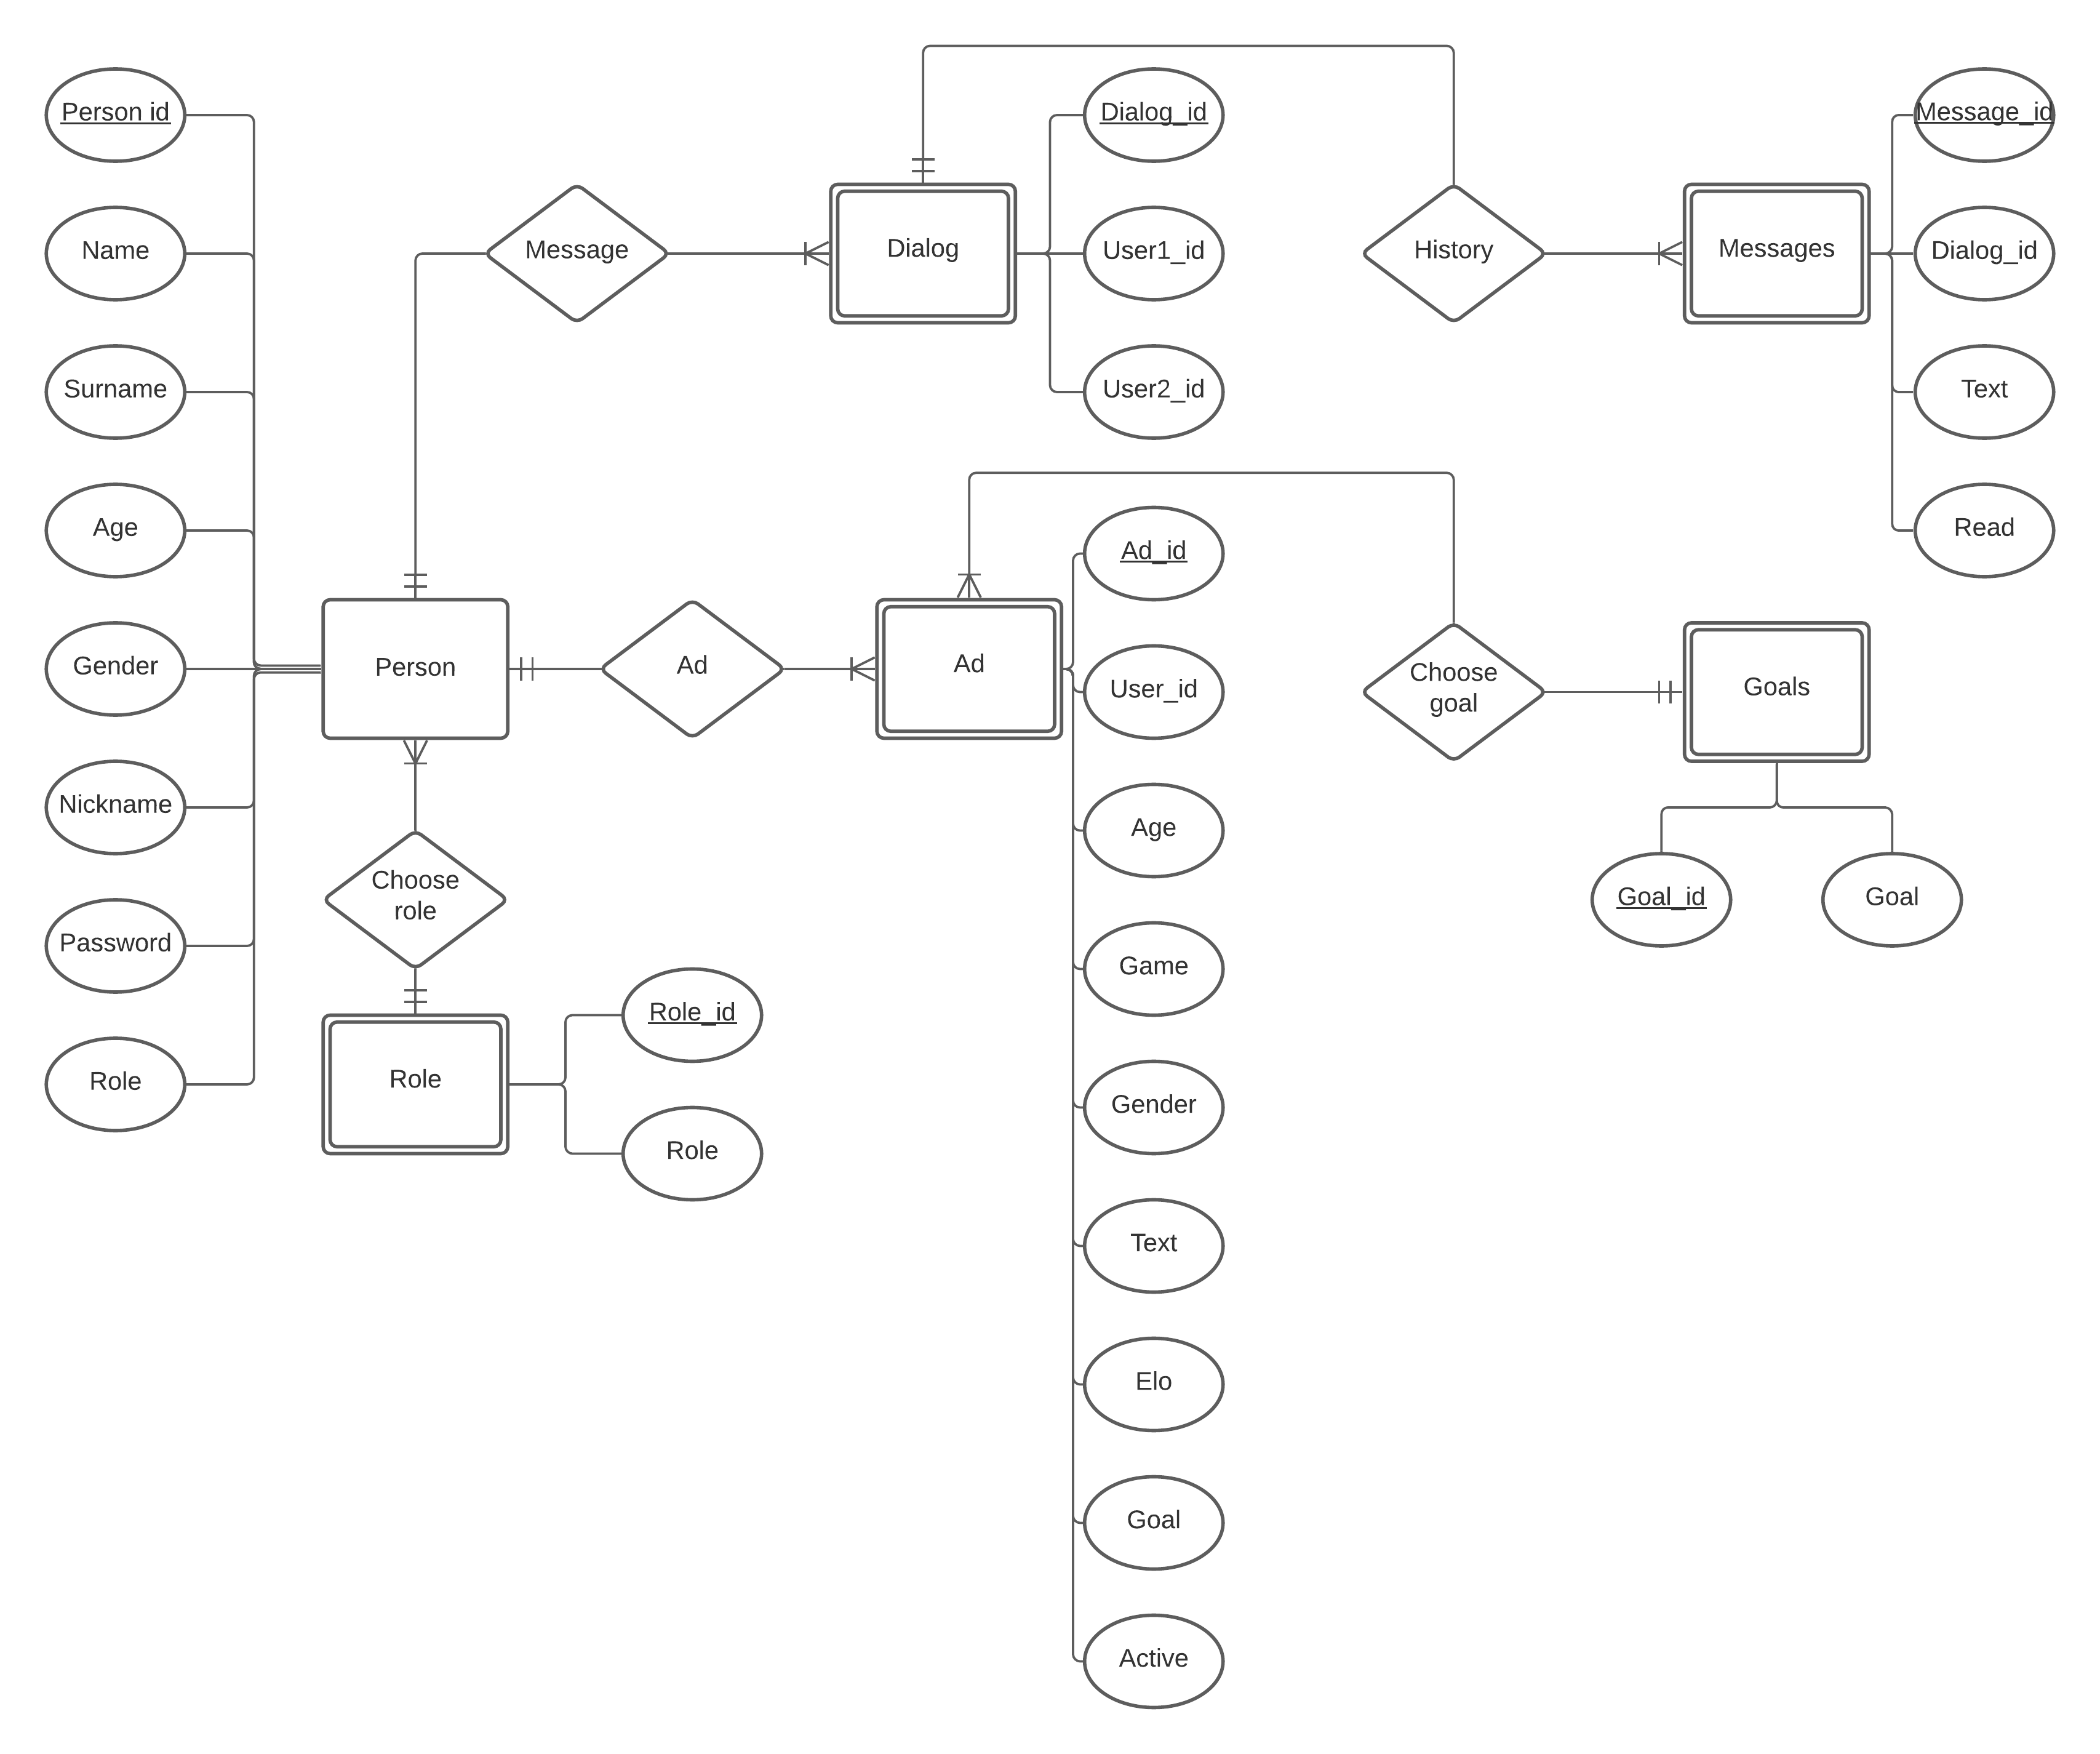 Person id
Name
Surname
Age
Gender
Nickname
Password
Role
Message
Dialog
Dialog_id
User1_id
User2_id
History
Messages
Message_id
Dialog_id
Text
Read
Person
Ad
Ad
Ad_id
User_id
Age
Game
Gender
Text
Elo
Goal
Active
Choose
goal
Goals
Goal_id
Goal
Choose
role
Role
Role_id
Role